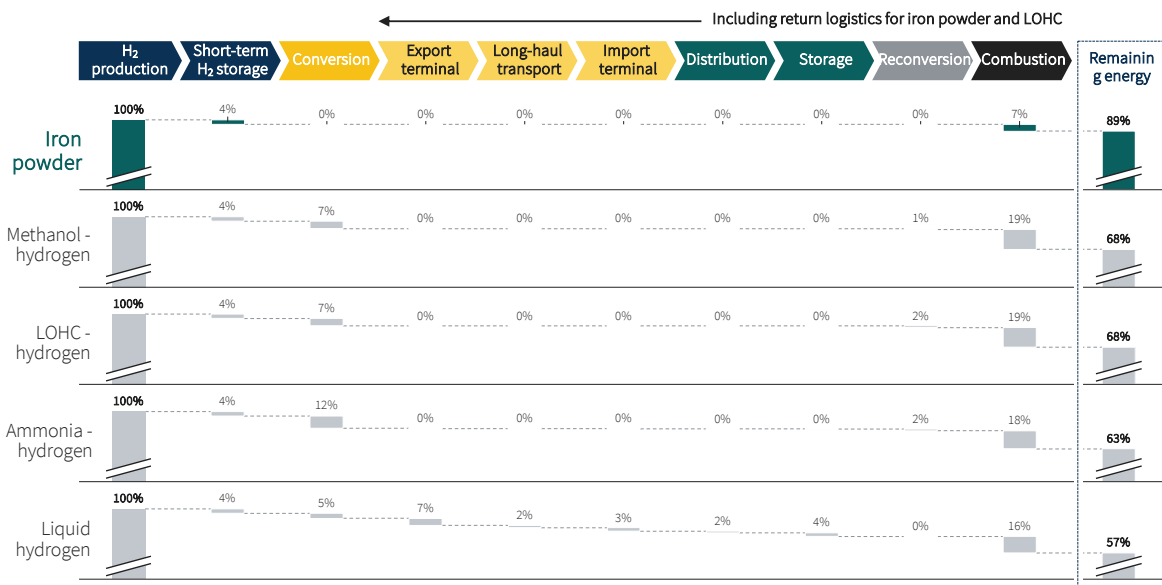 Including return logistics for iron powder and LOHC
H₂
production
Short-term
H₂ storage
Conversion
Export
terminal
Long-haul
transport
Import
terminal
Distribution
Storage
Reconversion
Combustion
Remainin
g energy
Iron
powder
100%
4%
0%
0%
0%
0%
0%
0%
0%
7%
89%
Methanol -
hydrogen
100%
4%
7%
0%
0%
0%
0%
0%
1%
19%
68%
LOHC -
hydrogen
100%
4%
7%
0%
0%
0%
0%
0%
2%
19%
68%
Ammonia -
hydrogen
100%
4%
12%
0%
0%
0%
0%
0%
2%
18%
63%
Liquid
hydrogen
100%
4%
5%
7%
2%
3%
2%
4%
0%
16%
57%